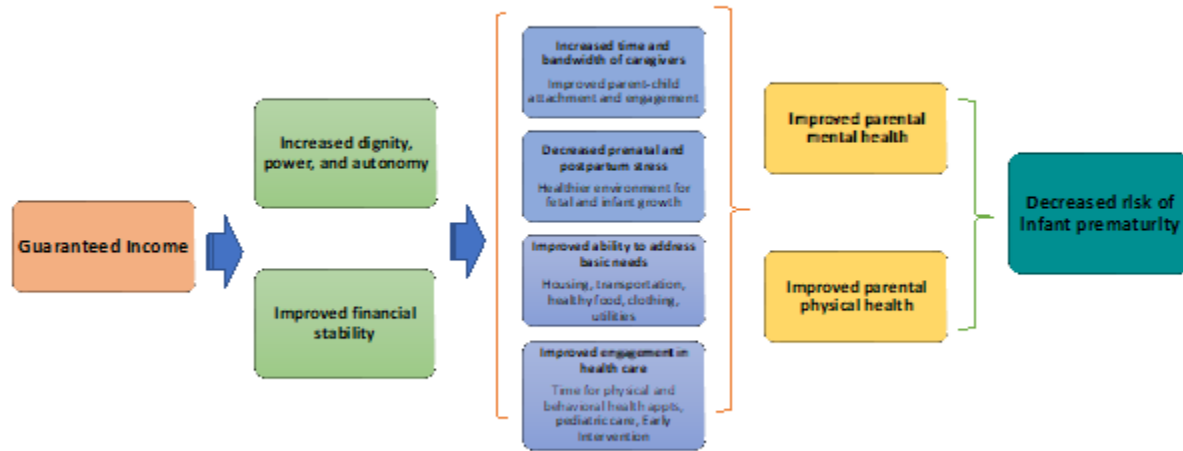 Guaranteed Income
Increased dignity,
power, and autonomy
Improved financial
stability
Increased time and
bandwidth of caregivers
Improved parent-child
attachment and engagement
Decreased prenatal and
postpartum stress
Healthier environment for
fetal and infant growth
Improved ability to address
basic needs
Housing, transportation,
healthy food, clothing,
utilities
Improved engagement in
health care
Time for physical and
behavioral health appts,
pediatric care, Early
Intervention
Improved parental
mental health
Improved parental
physical health
Decreased risk of
infant prematurity